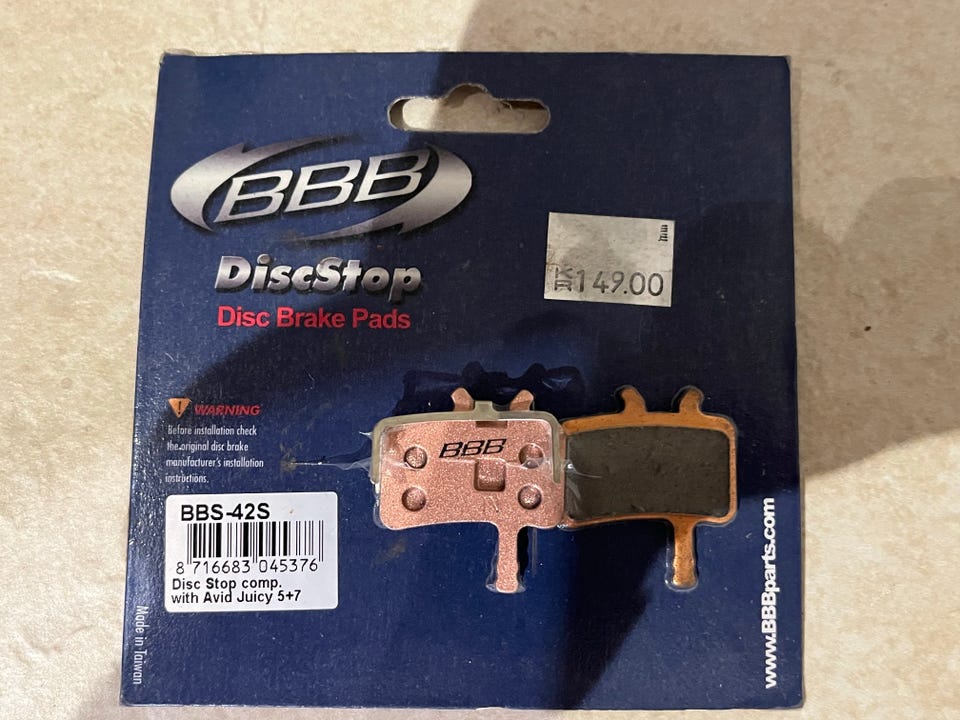 BBB
DiscStop
Disc Brake Pads
KR149.00
WARNING
Before installation check
the original disc brake
manufacturer's installation
instructions.
BBB
BBS-42S
8 716683 045376
Disc Stop comp.
with Avid Juicy 5+7
Made in Taiwan
www.BBBparts.com